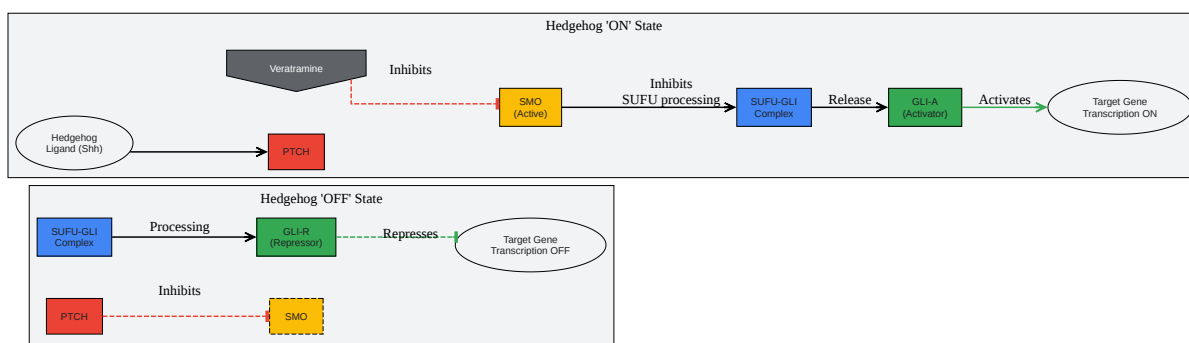 Hedgehog 'ON' State
Veratramine
Inhibits
SMO
(Active)
Inhibits
SUFU processing
SUFU-GLI
Complex
Release
GLI-A
(Activator)
Activates
Target Gene
Transcription ON
Hedgehog
Ligand (Shh)
PTCH
Hedgehog 'OFF' State
SUFU-GLI
Complex
Processing
GLI-R
(Repressor)
Represses
Target Gene
Transcription OFF
PTCH
Inhibits
SMO